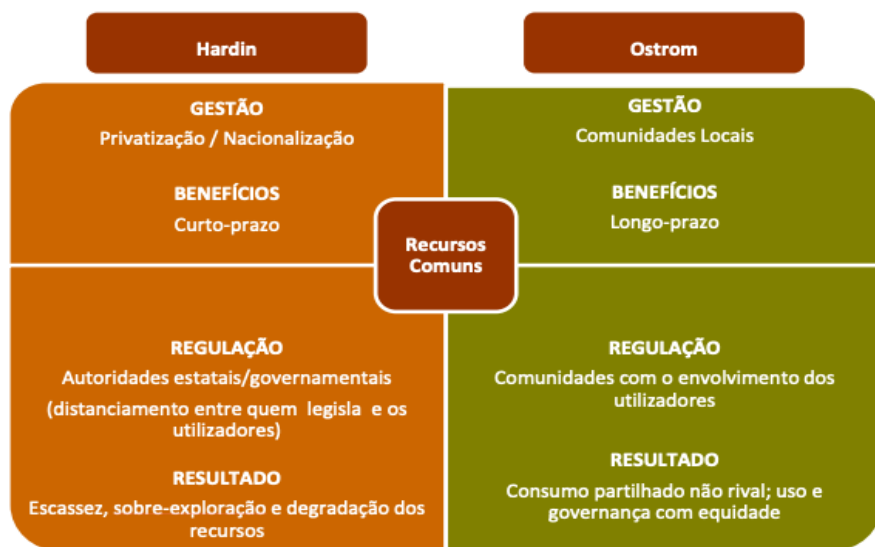 Hardin
Ostrom
GESTÃO
Privatização / Nacionalização
BENEFÍCIOS
Curto-prazo
GESTÃO
Comunidades Locais
BENEFÍCIOS
Longo-prazo
Recursos
Comuns
REGULAÇÃO
Autoridades estatais/governamentais
(distanciamento entre quem legisla e os
utilizadores)
RESULTADO
Escassez, sobre-exploração e degradação dos
recursos
REGULAÇÃO
Comunidades com o envolvimento dos
utilizadores
RESULTADO
Consumo partilhado não rival; uso e
governança com equidade